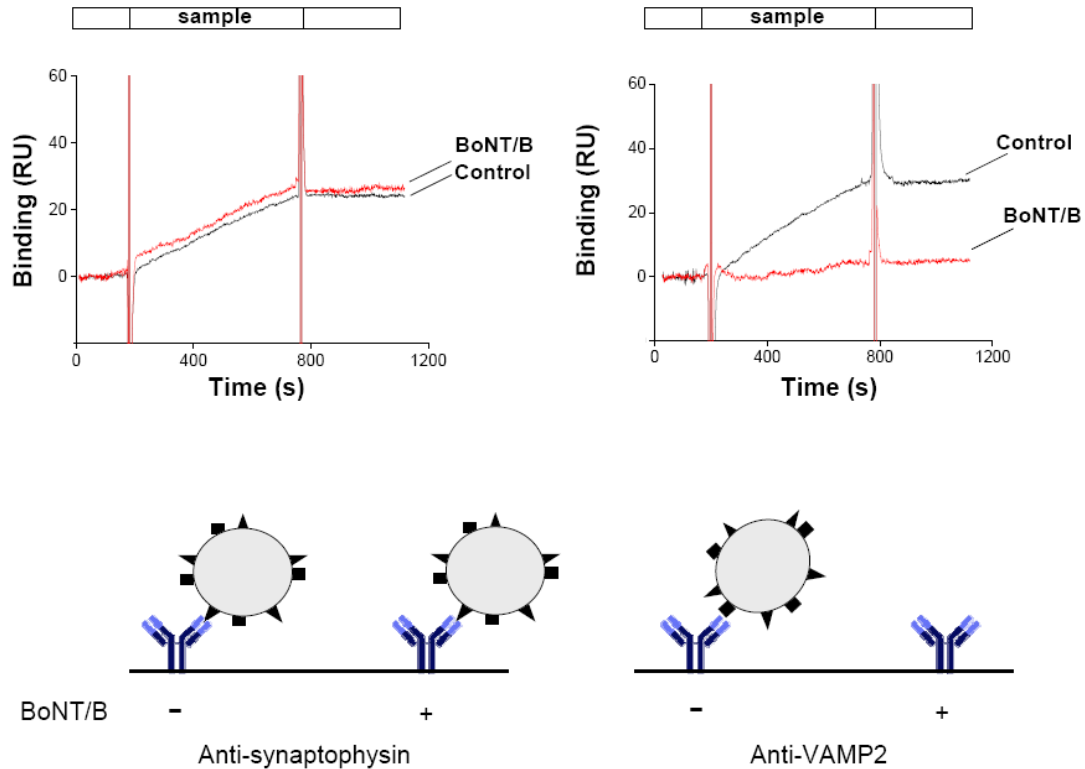 sample
sample
60
40
20
0
Binding (RU)
BoNT/B
Control
0 400 800 1200
Time (s)
60
40
20
0
Binding (RU)
Control
BoNT/B
0 400 800 1200
Time (s)
BoNT/B - + - +
Anti-synaptophysin Anti-VAMP2